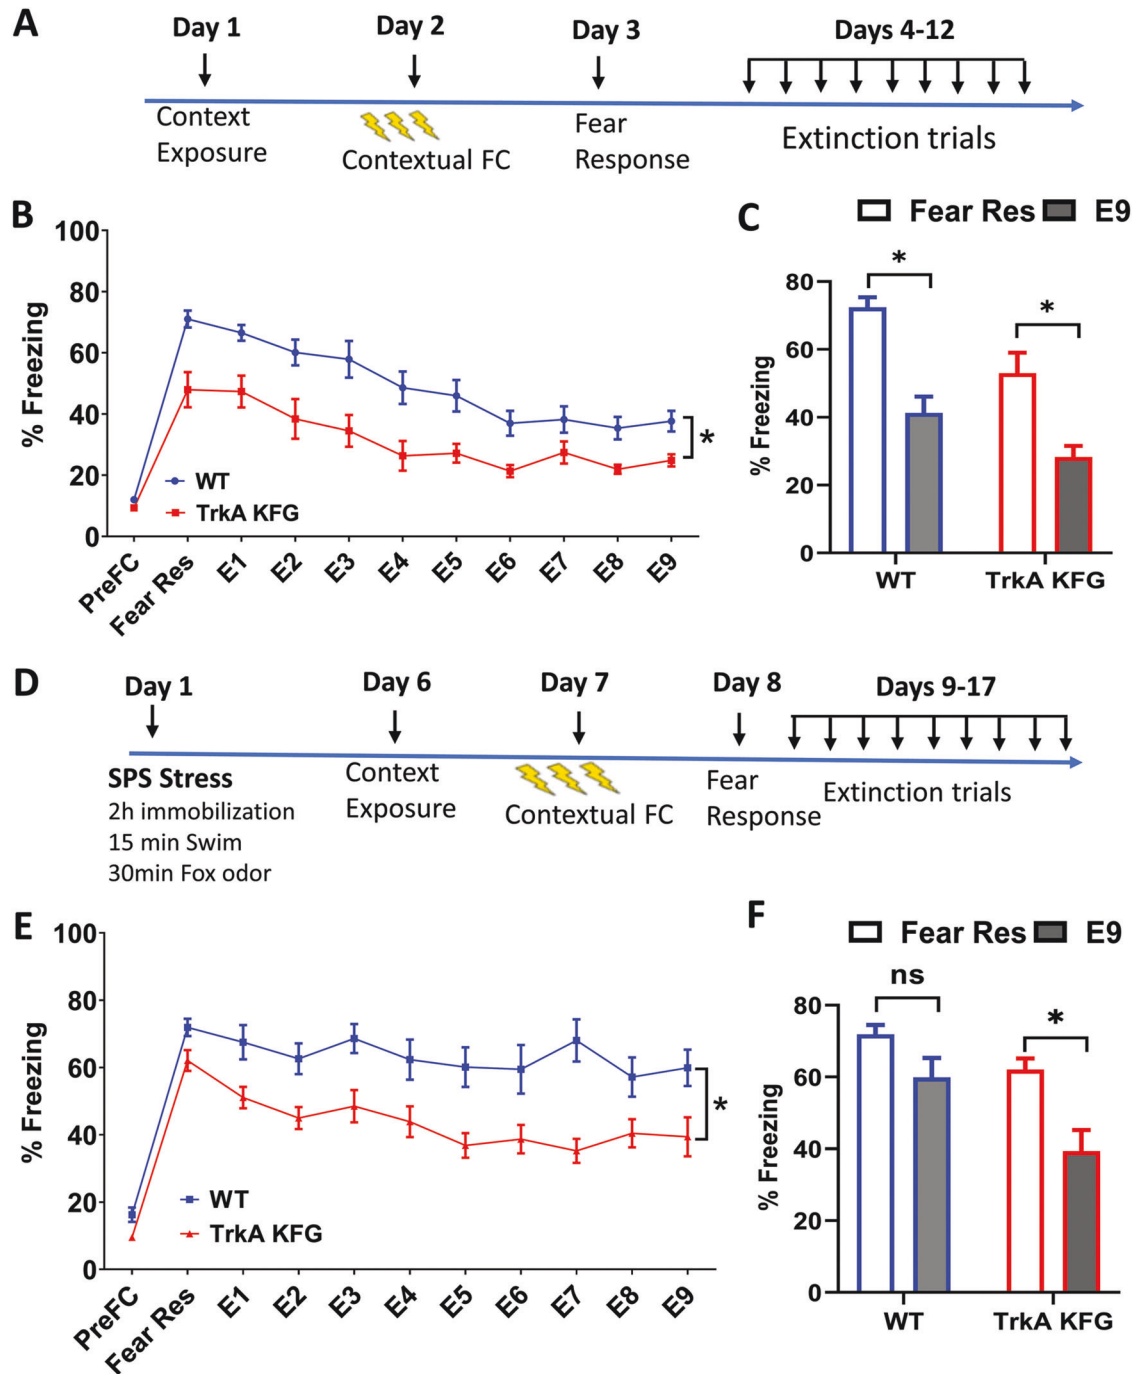 A
Day 1
Day 2
Day 3
Days 4-12
Context
Exposure
Contextual FC
Fear
Response
Extinction trials
B
% Freezing
100
80
60
40
20
0
WT
TrkA KFG
*
PreFC
Fear Res
E1
E2
E3
E4
E5
E6
E7
E8
E9
C
Fear Res
E9
% Freezing
80
60
40
20
0
*
*
WT
TrkA KFG
D
Day 1
Day 6
Day 7
Day 8
Days 9-17
SPS Stress
2h immobilization
15 min Swim
30min Fox odor
Context
Exposure
Contextual FC
Fear
Response
Extinction trials
E
% Freezing
100
80
60
40
20
0
WT
TrkA KFG
*
PreFC
Fear Res
E1
E2
E3
E4
E5
E6
E7
E8
E9
F
Fear Res
E9
% Freezing
80
60
40
20
0
ns
*
WT
TrkA KFG